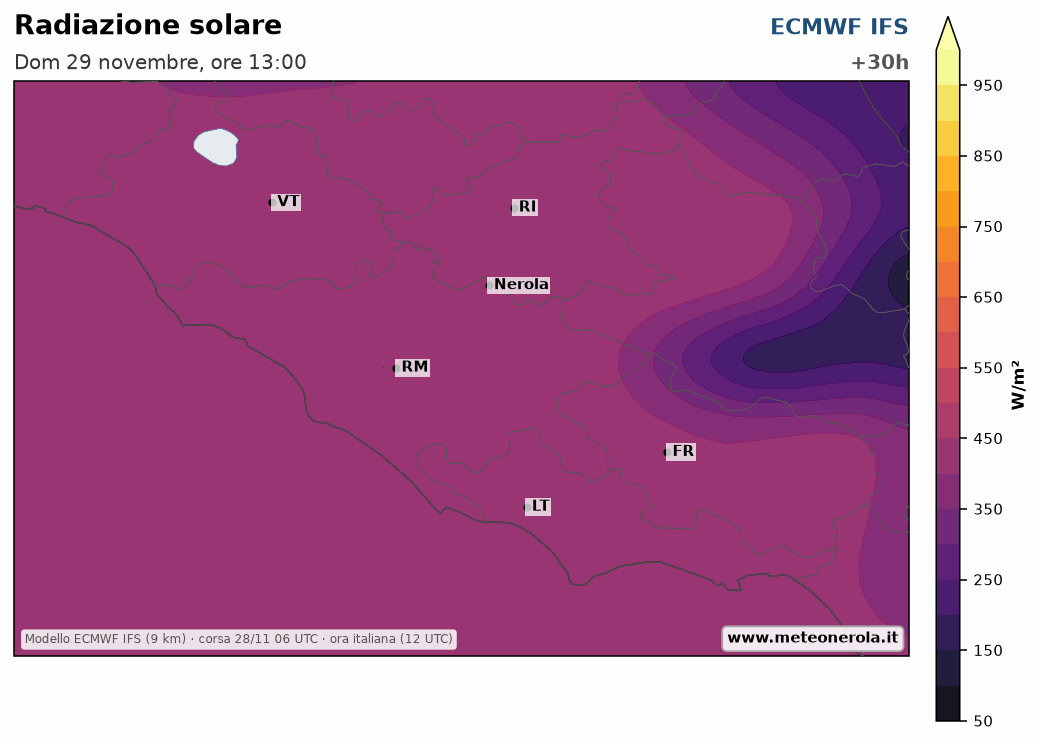 Radiazione solare
ECMWF IFS
Dom 29 novembre, ore 13:00
+30h
VT
RI
Nerola
RM
FR
LT
950
850
750
650
550
450
350
250
150
50
W/m²
Modello ECMWF IFS (9 km) · corsa 28/11 06 UTC · ora italiana (12 UTC)
www.meteonerola.it